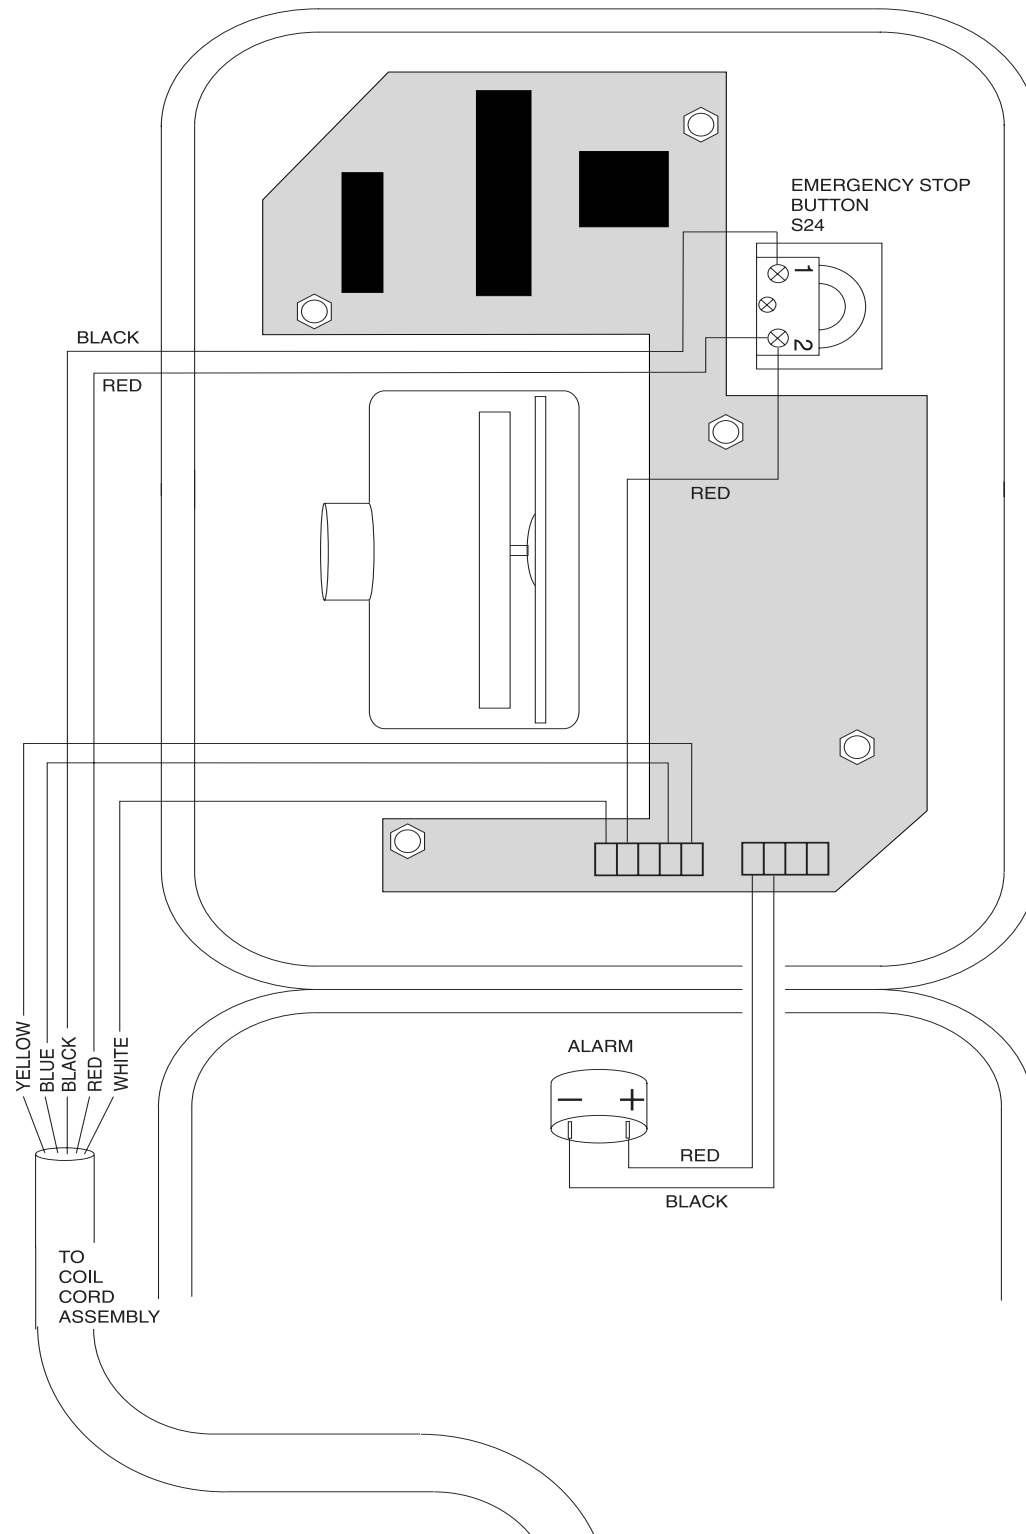 EMERGENCY STOP
BUTTON
S24
1
2
BLACK
RED
RED
YELLOW
BLUE
BLACK
RED
WHITE
ALARM
— +
RED
BLACK
TO
COIL
CORD
ASSEMBLY